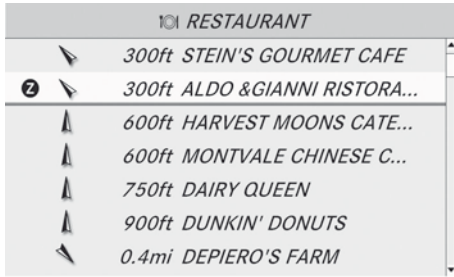 RESTAURANT
300ft STEIN'S GOURMET CAFE
Z 300ft ALDO &GIANNI RISTORA...
600ft HARVEST MOONS CATE...
600ft MONTVALE CHINESE C...
750ft DAIRY QUEEN
900ft DUNKIN' DONUTS
0.4mi DEPIERO'S FARM